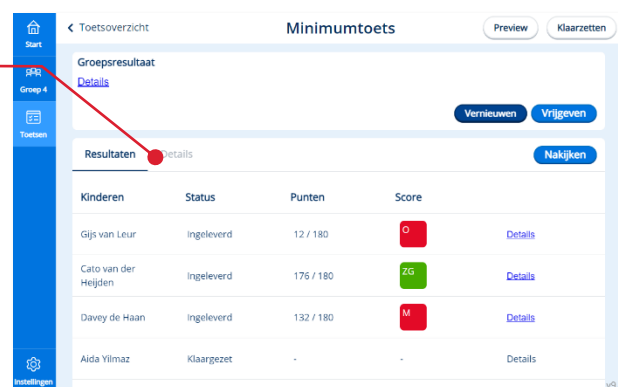 Start
Groep 4
Toetsen
Instellingen
Toetsoverzicht
Minimumtoets
Preview
Klaarzetten
Groepsresultaat
Details
Vernieuwen
Vrijgeven
Resultaten
Details
Nakijken
Kinderen Status Punten Score
Gijs van Leur Ingeleverd 12 / 180 O Details
Cato van der
Heijden Ingeleverd 176 / 180 ZG Details
Davey de Haan Ingeleverd 132 / 180 M Details
Aida Yilmaz Klaargezet - - Details
v9